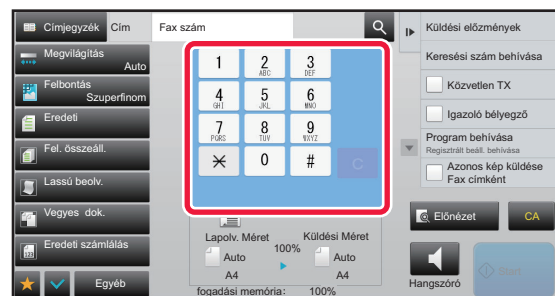 Címjegyzék
Cím
Fax szám
Megvilágítás
Auto
Felbontás
Szuperfinom
Eredeti
Fel. összeáll.
Lassú beolv.
Vegyes dok.
Eredeti számlálás
Egyéb
1
2
ABC
3
DEF
4
GHI
5
JKL
6
MNO
7
PQRS
8
TUV
9
WXYZ
0
#
C
Lapolv. Méret
Auto
A4
100%
Küldési Méret
Auto
A4
fogadási memória: 100%
Küldési előzmények
Keresési szám behívása
Közvetlen TX
Igazoló bélyegző
Program behívása
Regisztrált beáll. behívása
Azonos kép küldése
Fax címként
Előnézet
CA
Hangszóró
Start